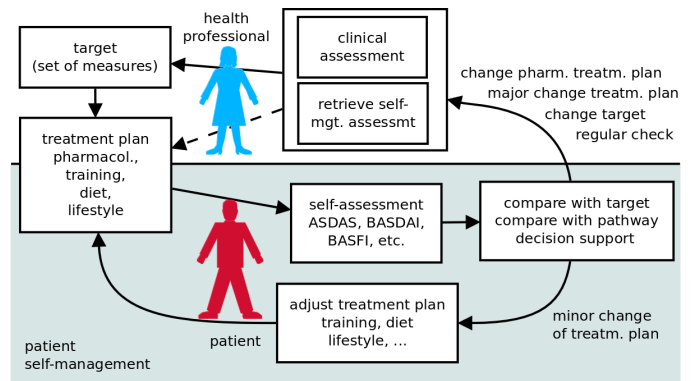 health
professional
target
(set of measures)
clinical
assessment
retrieve self-
mgt. assessmt
change pharm. treatm. plan
major change treatm. plan
change target
regular check
treatment plan
pharmacol.,
training,
diet,
lifestyle
self-assessment
ASDAS, BASDAI,
BASFI, etc.
compare with target
compare with pathway
decision support
adjust treatment plan
training, diet
lifestyle, ...
minor change
of treatm. plan
patient
patient
self-management